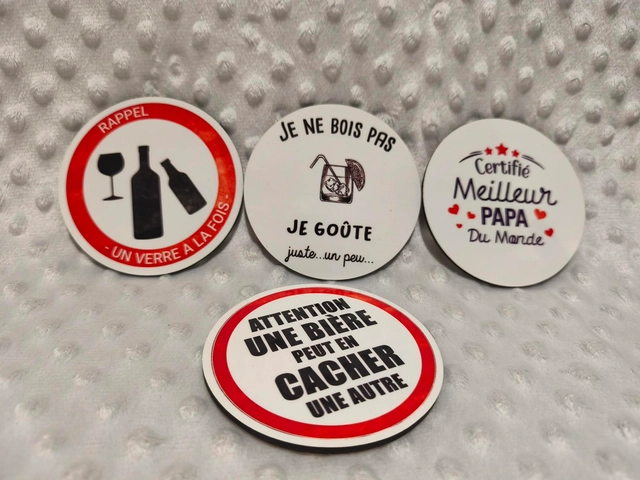 RAPPEL
- UN VERRE A LA FOIS -
JE NE BOIS PAS
JE GOÛTE
juste...un peu...
Certifié
Meilleur
PAPA
Du Monde
ATTENTION
UNE BIÈRE
PEUT EN
CACHER
UNE AUTRE